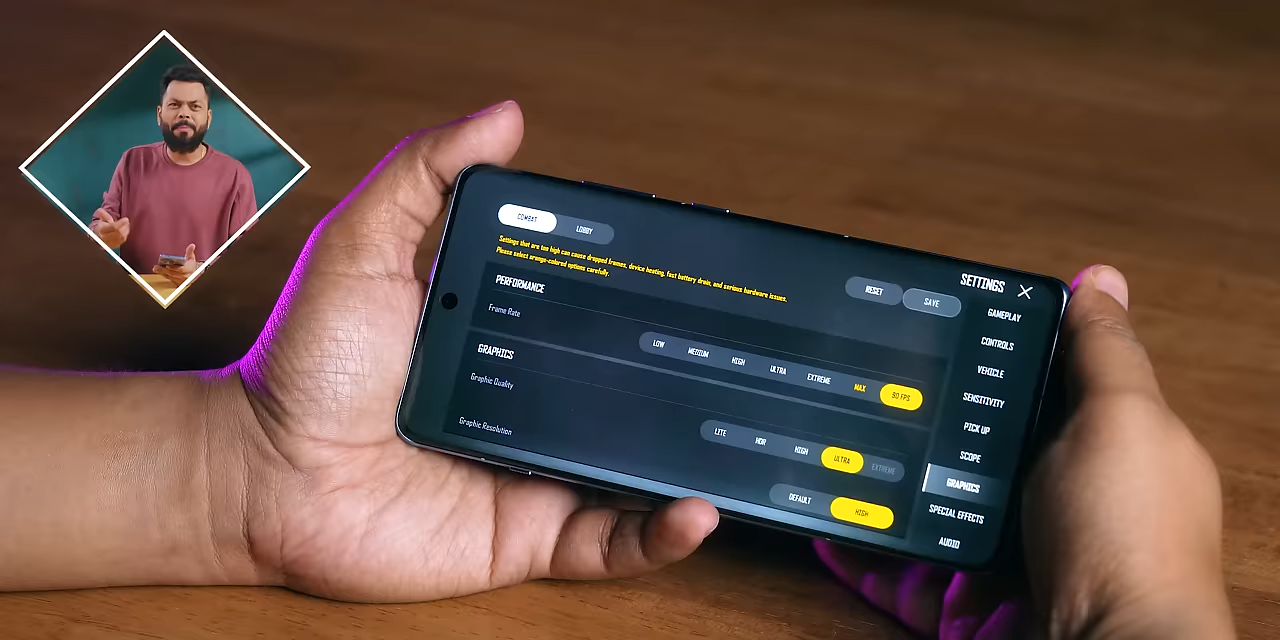 COMBAT LOBBY
Settings that are too high can cause dropped frames, device heating, fast battery drain, and serious hardware issues.
Please select orange-colored options carefully.
RESET SAVE
PERFORMANCE
Frame Rate
LOW MEDIUM HIGH ULTRA EXTREME MAX 90 FPS
GRAPHICS
Graphic Quality
LITE HDR HIGH ULTRA EXTREME
Graphic Resolution
DEFAULT HIGH
SETTINGS
GAMEPLAY
CONTROLS
VEHICLE
SENSITIVITY
PICK UP
SCOPE
GRAPHICS
SPECIAL EFFECTS
AUDIO